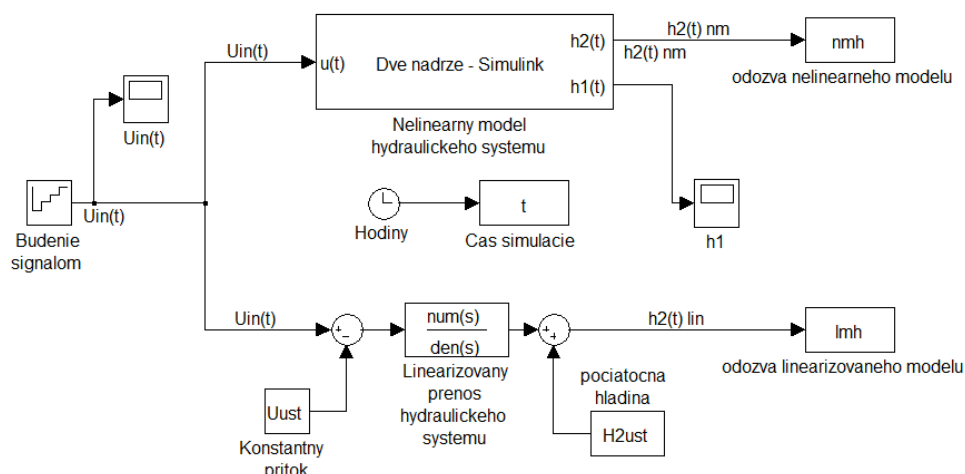 Uin(t)
u(t)
Dve nadrze - Simulink
h2(t)
h1(t)
Nelinearny model
hydraulickeho systemu
h2(t) nm
h2(t) nm
nmh
odozva nelinearneho modelu
Uin(t)
Budenie
signalom
Uin(t)
Hodiny
t
Cas simulacie
h1
Uin(t)
+
−
num(s)
den(s)
Linearizovany
prenos
hydraulickeho
systemu
+
+
h2(t) lin
lmh
odozva linearizovaneho modelu
Uust
Konstantny
pritok
pociatocna
hladina
H2ust